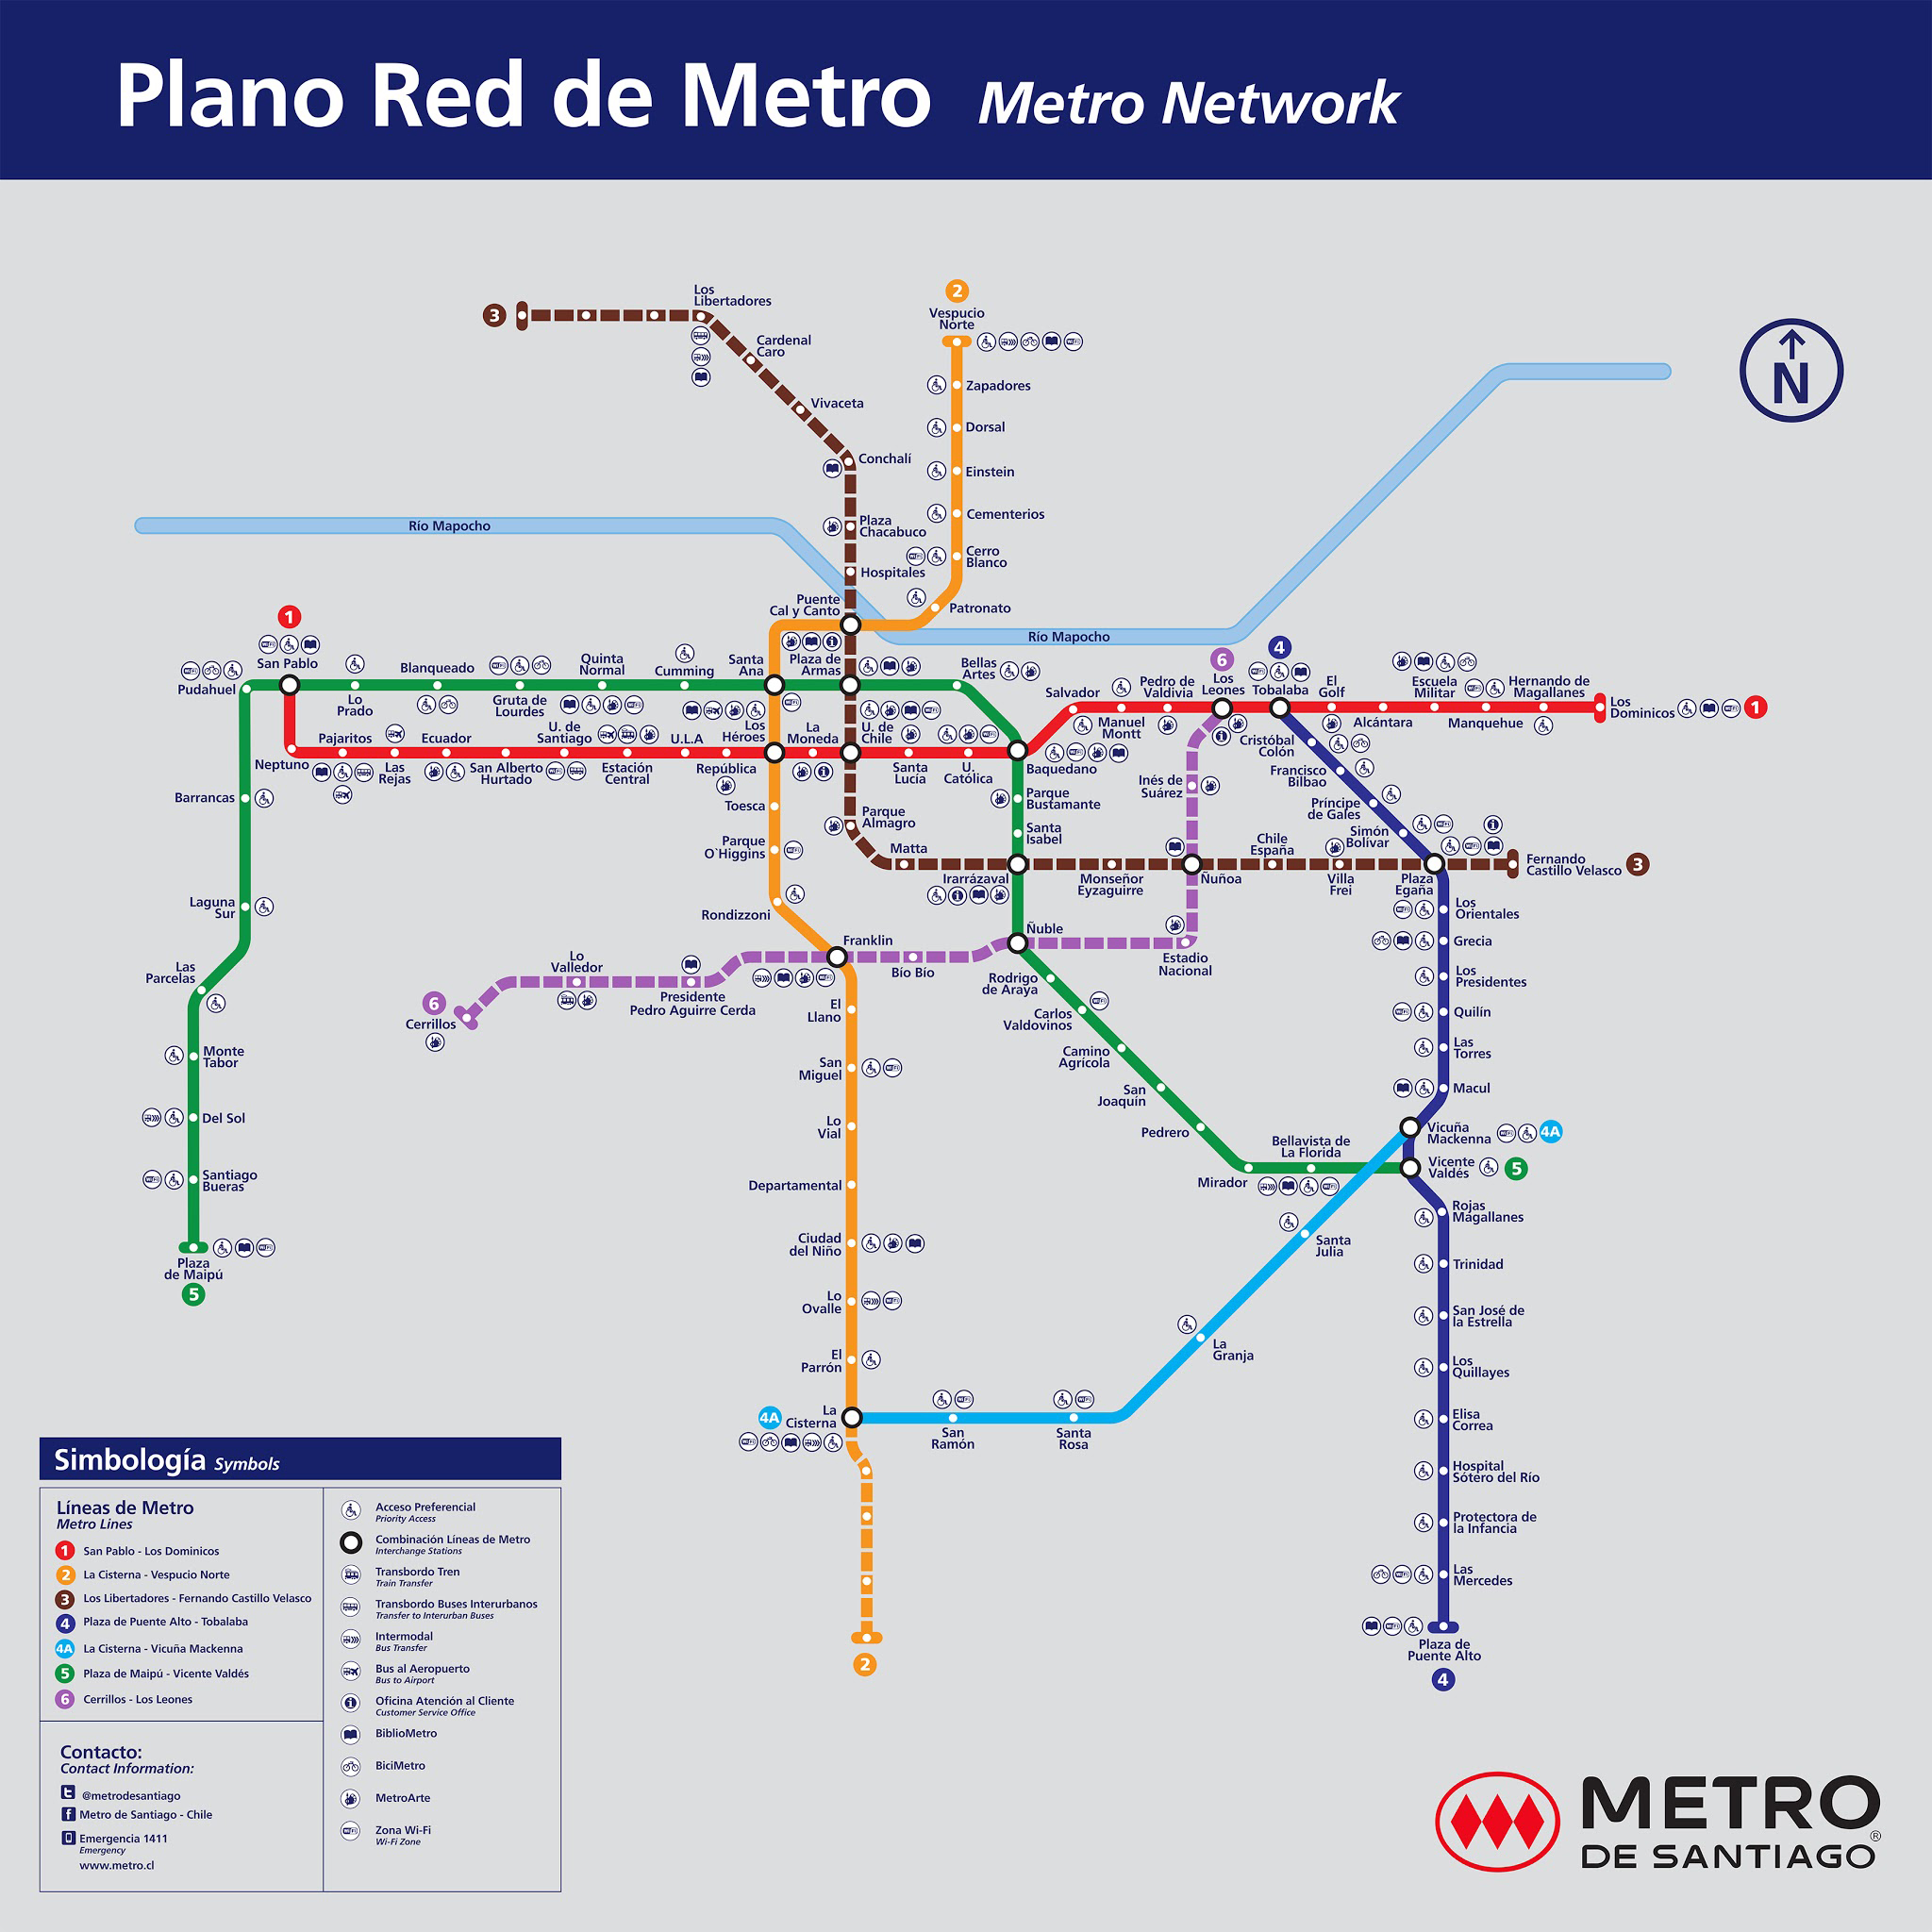 Plano Red de Metro Metro Network
N
3
Los
Libertadores
Cardenal
Caro
Vivaceta
Conchalí
Plaza
Chacabuco
Hospitales
2
Vespucio
Norte
Zapadores
Dorsal
Einstein
Cementerios
Cerro
Blanco
Patronato
Río Mapocho
Río Mapocho
Puente
Cal y Canto
1
San Pablo
Pudahuel
Lo
Prado
Blanqueado
Gruta de
Lourdes
Quinta
Normal
Cumming
Santa
Ana
Plaza de
Armas
Bellas
Artes
Neptuno
Pajaritos
Las
Rejas
Ecuador
San Alberto
Hurtado
U. de
Santiago
Estación
Central
U.L.A
República
Los
Héroes
La
Moneda
U. de
Chile
Santa
Lucía
U.
Católica
Baquedano
Salvador
Manuel
Montt
Pedro de
Valdivia
6
Los
Leones
4
Tobalaba
El
Golf
Alcántara
Escuela
Militar
Manquehue
Hernando de
Magallanes
Los
Dominicos
1
Cristóbal
Colón
Francisco
Bilbao
Príncipe
de Gales
Simón
Bolívar
Plaza
Egaña
Fernando
Castillo Velasco
3
Inés de
Suárez
Barrancas
Laguna
Sur
Las
Parcelas
Monte
Tabor
Del Sol
Santiago
Bueras
Plaza
de Maipú
5
Toesca
Parque
O`Higgins
Rondizzoni
Franklin
Parque
Almagro
Matta
Parque
Bustamante
Santa
Isabel
Irarrázaval
Monseñor
Eyzaguirre
Ñuñoa
Chile
España
Villa
Frei
Ñuble
Estadio
Nacional
Bío Bío
Lo
Valledor
Presidente
Pedro Aguirre Cerda
6
Cerrillos
El
Llano
San
Miguel
Lo
Vial
Departamental
Ciudad
del Niño
Lo
Ovalle
El
Parrón
4A
La
Cisterna
San
Ramón
Santa
Rosa
La
Granja
Santa
Julia
2
Rodrigo
de Araya
Carlos
Valdovinos
Camino
Agrícola
San
Joaquín
Pedrero
Mirador
Bellavista de
La Florida
Los
Orientales
Grecia
Los
Presidentes
Quilín
Las
Torres
Macul
Vicuña
Mackenna
4A
Vicente
Valdés
5
Rojas
Magallanes
Trinidad
San José de
la Estrella
Los
Quillayes
Elisa
Correa
Hospital
Sótero del Río
Protectora de
la Infancia
Las
Mercedes
Plaza de
Puente Alto
4
Simbología Symbols
Líneas de Metro
Metro Lines
1 San Pablo - Los Dominicos
2 La Cisterna - Vespucio Norte
3 Los Libertadores - Fernando Castillo Velasco
4 Plaza de Puente Alto - Tobalaba
4A La Cisterna - Vicuña Mackenna
5 Plaza de Maipú - Vicente Valdés
6 Cerrillos - Los Leones
Contacto:
Contact Information:
@metrodesantiago
Metro de Santiago - Chile
Emergencia 1411
Emergency
www.metro.cl
Acceso Preferencial
Priority Access
Combinación Líneas de Metro
Interchange Stations
Transbordo Tren
Train Transfer
Transbordo Buses Interurbanos
Transfer to Interurban Buses
Intermodal
Bus Transfer
Bus al Aeropuerto
Bus to Airport
Oficina Atención al Cliente
Customer Service Office
BiblioMetro
BiciMetro
MetroArte
Zona Wi-Fi
Wi-Fi Zone
METRO
DE SANTIAGO®